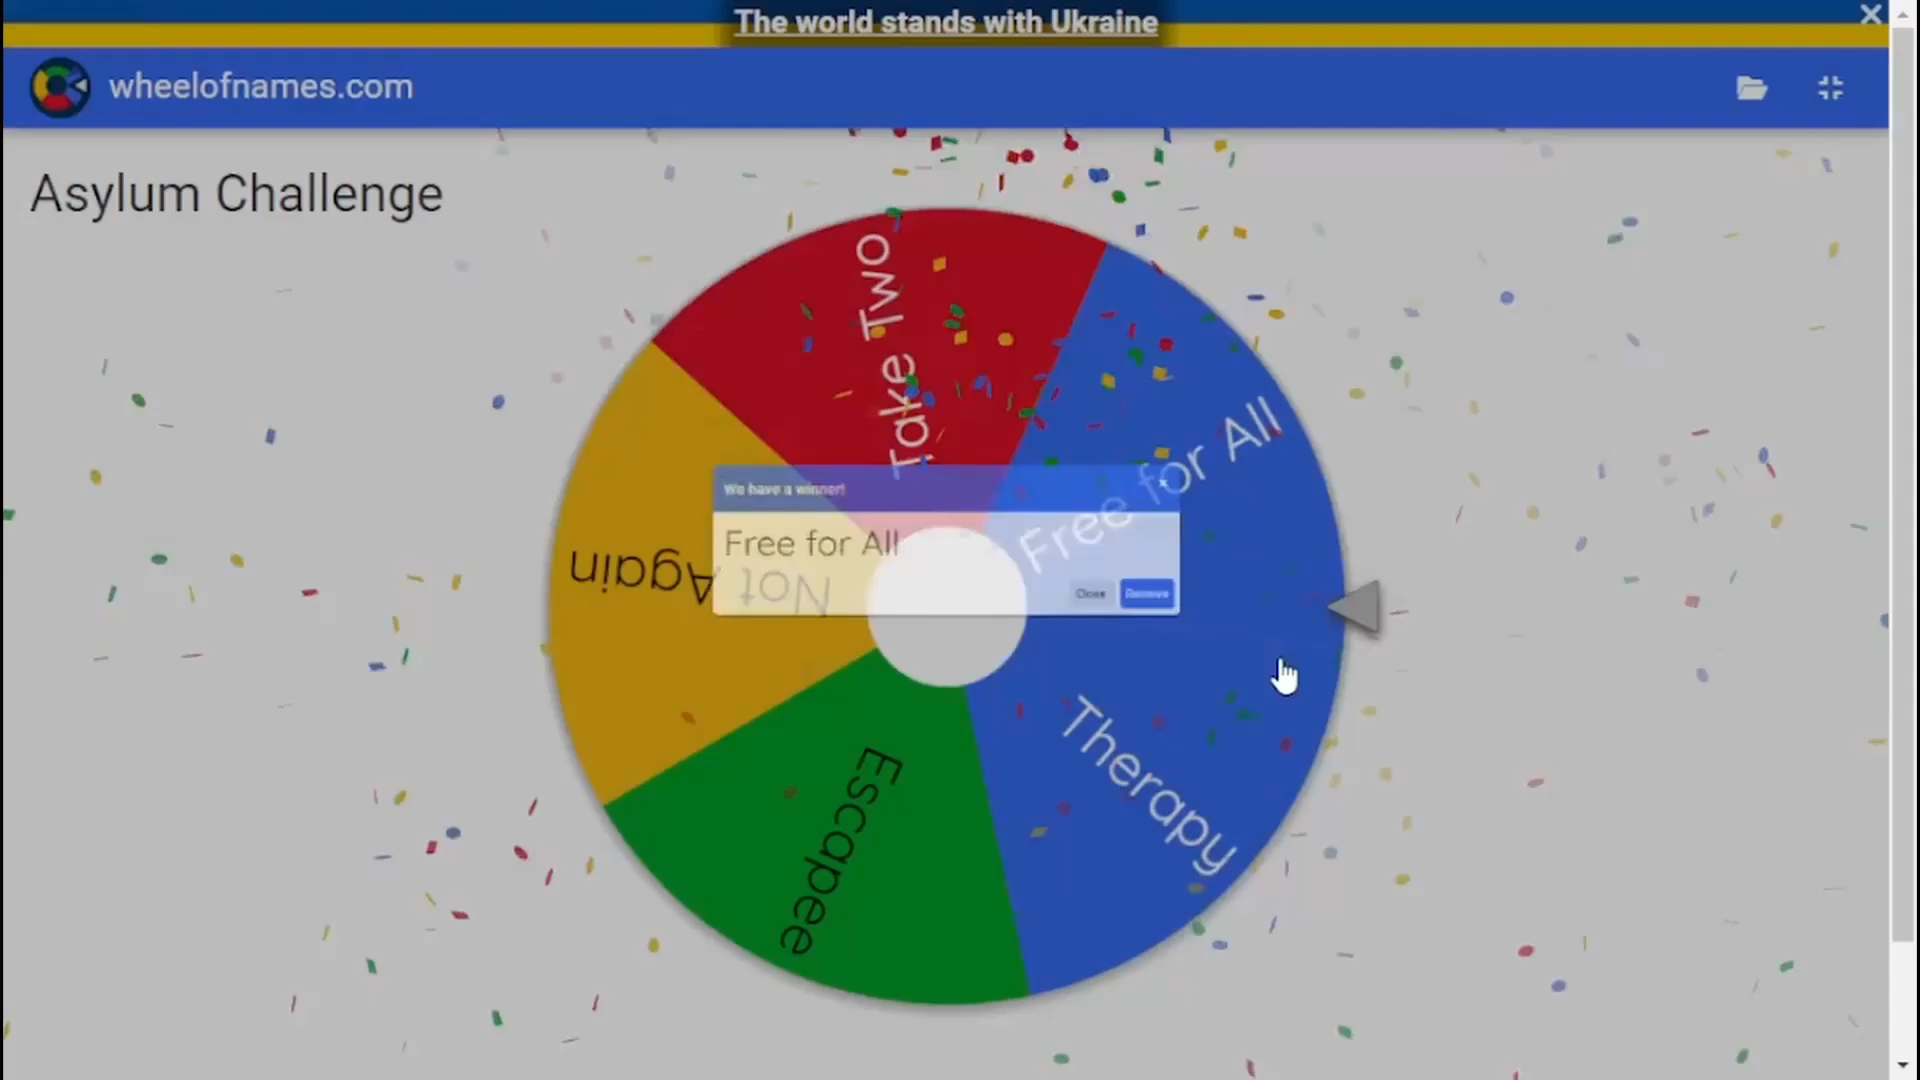 The world stands with Ukraine
wheelofnames.com
Asylum Challenge
Take Two
Free for All
We have a winner!
Free for All
Not Again
Close
Remove
Therapy
Escapee